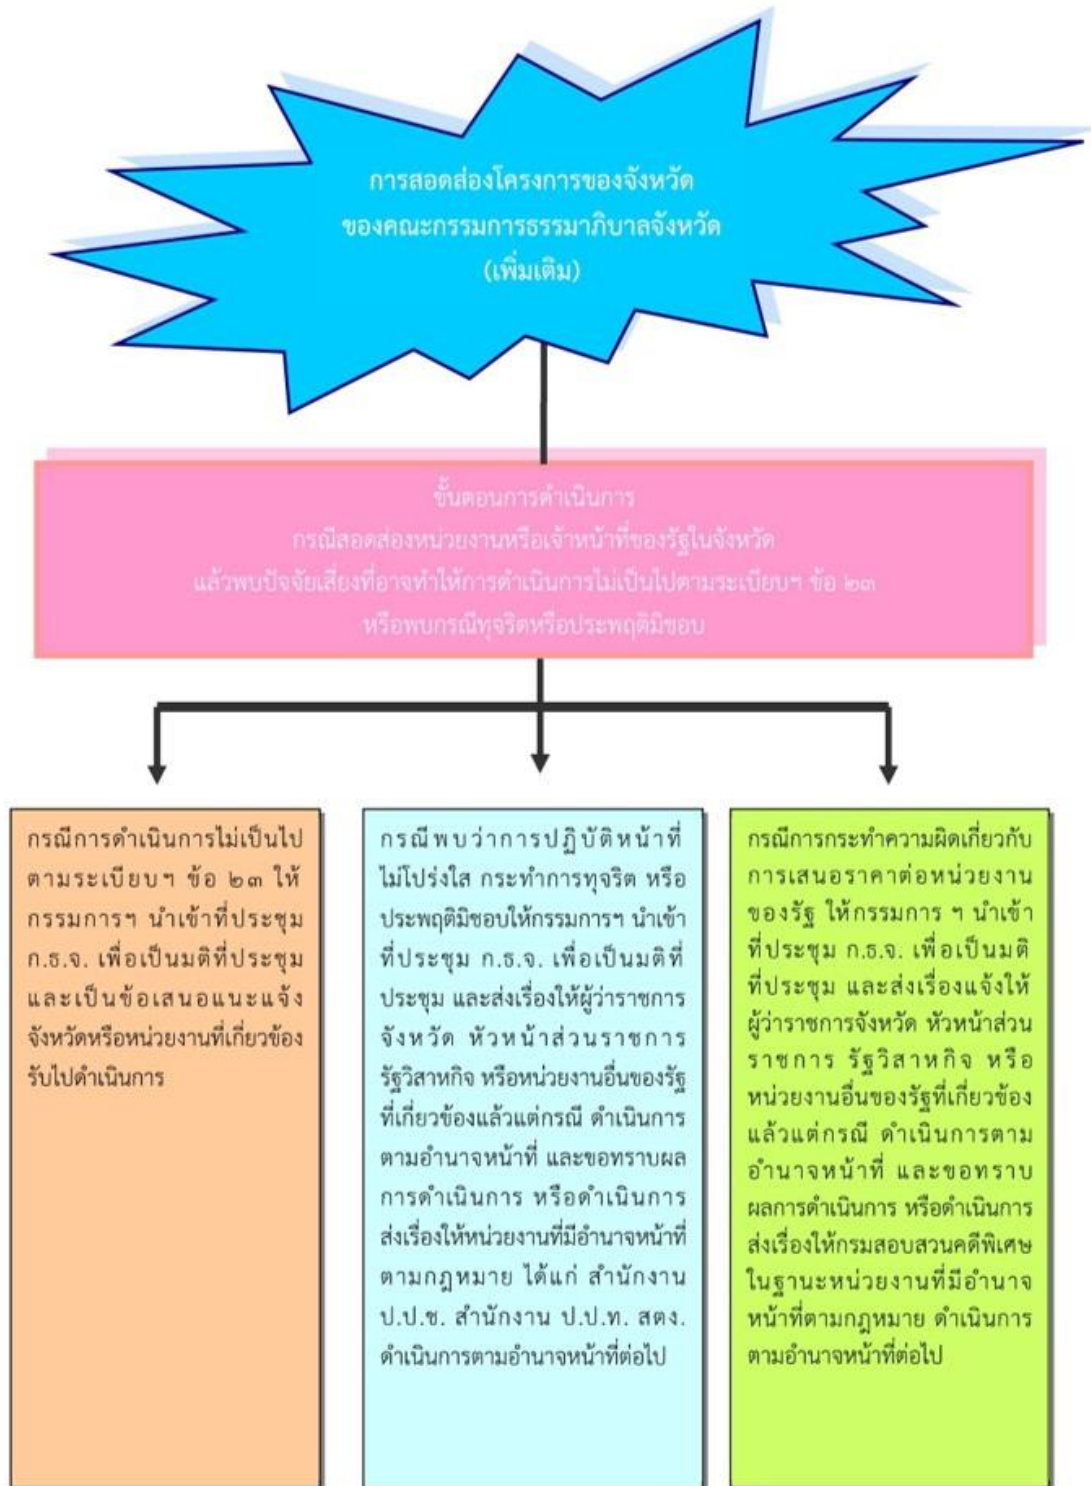 การสอดส่องโครงการของจังหวัด
ของคณะกรรมการธรรมาภิบาลจังหวัด
(เพิ่มเติม)
ขั้นตอนการดำเนินการ
กรณีสอดส่องหน่วยงานหรือเจ้าหน้าที่ของรัฐในจังหวัด
แล้วพบปัจจัยเสี่ยงที่อาจทำให้การดำเนินการไม่เป็นไปตามระเบียบฯ ข้อ ๒๓
หรือพบกรณีทุจริตหรือประพฤติมิชอบ
กรณีการดำเนินการไม่เป็นไป
ตามระเบียบฯ ข้อ ๒๓ ให้
กรรมการฯ นำเข้าที่ประชุม
ก.ธ.จ. เพื่อเป็นมติที่ประชุม
และเป็นข้อเสนอแนะแจ้ง
จังหวัดหรือหน่วยงานที่เกี่ยวข้อง
รับไปดำเนินการ
กรณีพบว่าการปฏิบัติหน้าที่
ไม่โปร่งใส กระทำการทุจริต หรือ
ประพฤติมิชอบให้กรรมการฯ นำเข้า
ที่ประชุม ก.ธ.จ. เพื่อเป็นมติที่
ประชุม และส่งเรื่องให้ผู้ว่าราชการ
จังหวัด หัวหน้าส่วนราชการ
รัฐวิสาหกิจ หรือหน่วยงานอื่นของรัฐ
ที่เกี่ยวข้องแล้วแต่กรณี ดำเนินการ
ตามอำนาจหน้าที่ และขอทราบผล
การดำเนินการ หรือดำเนินการ
ส่งเรื่องให้หน่วยงานที่มีอำนาจหน้าที่
ตามกฎหมาย ได้แก่ สำนักงาน
ป.ป.ช. สำนักงาน ป.ป.ท. สตง.
ดำเนินการตามอำนาจหน้าที่ต่อไป
กรณีการกระทำความผิดเกี่ยวกับ
การเสนอราคาต่อหน่วยงาน
ของรัฐ ให้กรรมการ ฯ นำเข้า
ที่ประชุม ก.ธ.จ. เพื่อเป็นมติ
ที่ประชุม และส่งเรื่องแจ้งให้
ผู้ว่าราชการจังหวัด หัวหน้าส่วน
ราชการ รัฐวิสาหกิจ หรือ
หน่วยงานอื่นของรัฐที่เกี่ยวข้อง
แล้วแต่กรณี ดำเนินการตาม
อำนาจหน้าที่ และขอทราบ
ผลการดำเนินการ หรือดำเนินการ
ส่งเรื่องให้กรมสอบสวนคดีพิเศษ
ในฐานะหน่วยงานที่มีอำนาจ
หน้าที่ตามกฎหมาย ดำเนินการ
ตามอำนาจหน้าที่ต่อไป